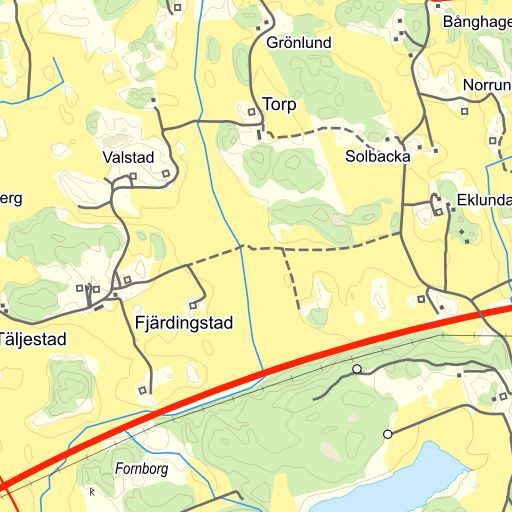 Bånghage
Grönlund
Norrun
Torp
Valstad
Solbacka
erg
Eklunda
Fjärdingstad
Täljestad
Fornborg
R